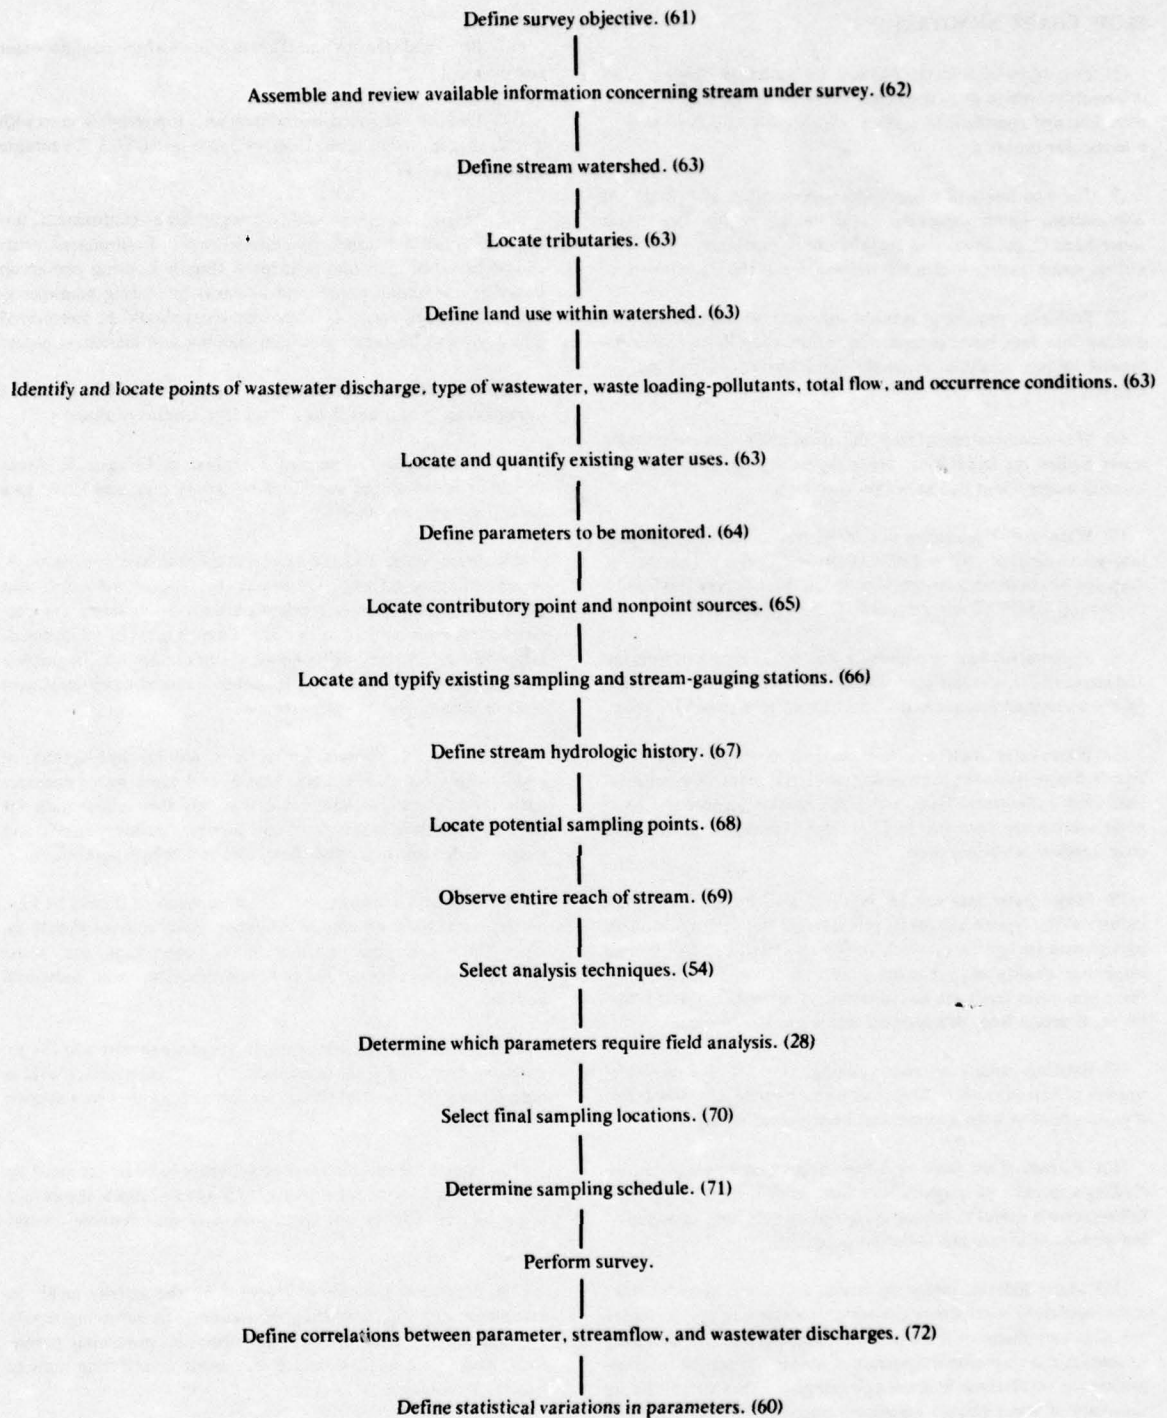 Define survey objective. (61)
Assemble and review available information concerning stream under survey. (62)
Define stream watershed. (63)
Locate tributaries. (63)
Define land use within watershed. (63)
Identify and locate points of wastewater discharge, type of wastewater, waste loading-pollutants, total flow, and occurrence conditions. (63)
Locate and quantify existing water uses. (63)
Define parameters to be monitored. (64)
Locate contributory point and nonpoint sources. (65)
Locate and typify existing sampling and stream-gauging stations. (66)
Define stream hydrologic history. (67)
Locate potential sampling points. (68)
Observe entire reach of stream. (69)
Select analysis techniques. (54)
Determine which parameters require field analysis. (28)
Select final sampling locations. (70)
Determine sampling schedule. (71)
Perform survey.
Define correlations between parameter, streamflow, and wastewater discharges. (72)
Define statistical variations in parameters. (60)